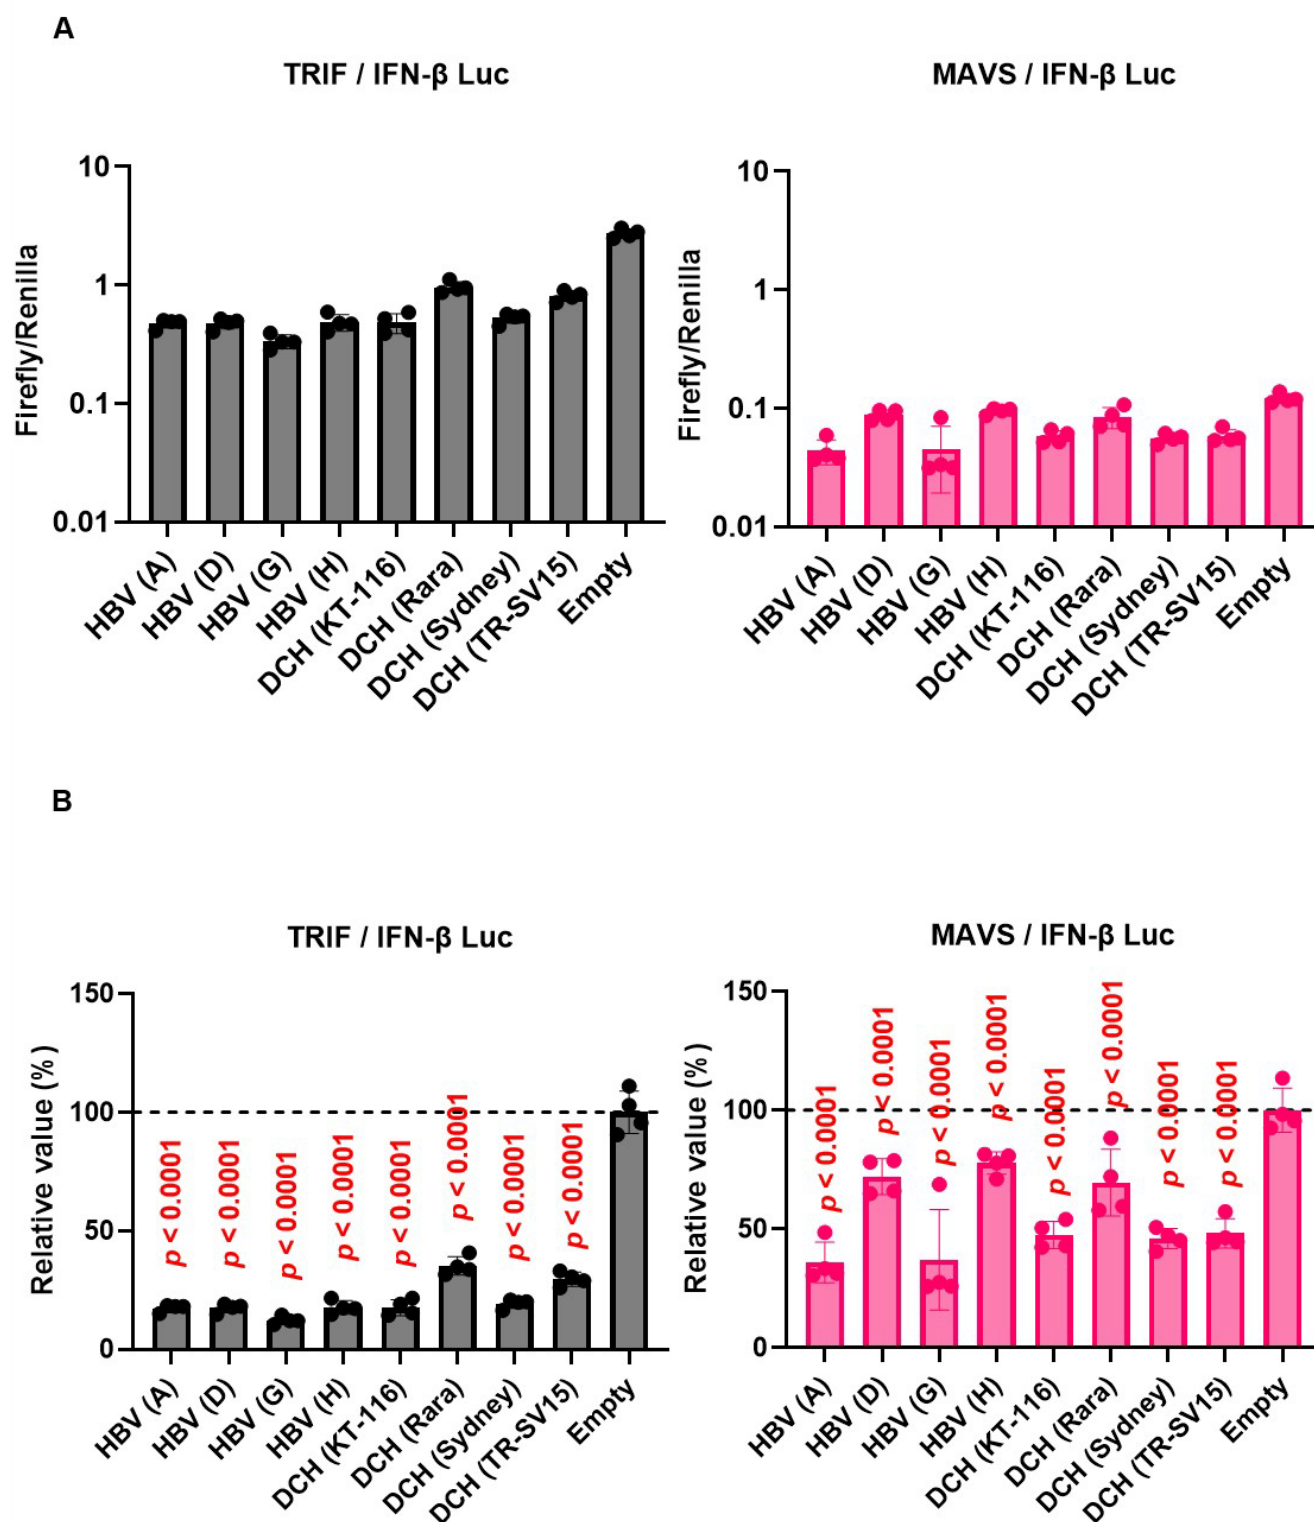 A
TRIF / IFN-β Luc
MAVS / IFN-β Luc
Firefly/Renilla
10
1
0.1
0.01
HBV (A)
HBV (D)
HBV (G)
HBV (H)
DCH (KT-116)
DCH (Rara)
DCH (Sydney)
DCH (TR-SV15)
Empty
Firefly/Renilla
10
1
0.1
0.01
HBV (A)
HBV (D)
HBV (G)
HBV (H)
DCH (KT-116)
DCH (Rara)
DCH (Sydney)
DCH (TR-SV15)
Empty
B
TRIF / IFN-β Luc
MAVS / IFN-β Luc
Relative value (%)
150
100
50
0
p < 0.0001
p < 0.0001
p < 0.0001
p < 0.0001
p < 0.0001
p < 0.0001
p < 0.0001
p < 0.0001
HBV (A)
HBV (D)
HBV (G)
HBV (H)
DCH (KT-116)
DCH (Rara)
DCH (Sydney)
DCH (TR-SV15)
Empty
Relative value (%)
150
100
50
0
p < 0.0001
p < 0.0001
p < 0.0001
p < 0.0001
p < 0.0001
p < 0.0001
p < 0.0001
p < 0.0001
HBV (A)
HBV (D)
HBV (G)
HBV (H)
DCH (KT-116)
DCH (Rara)
DCH (Sydney)
DCH (TR-SV15)
Empty